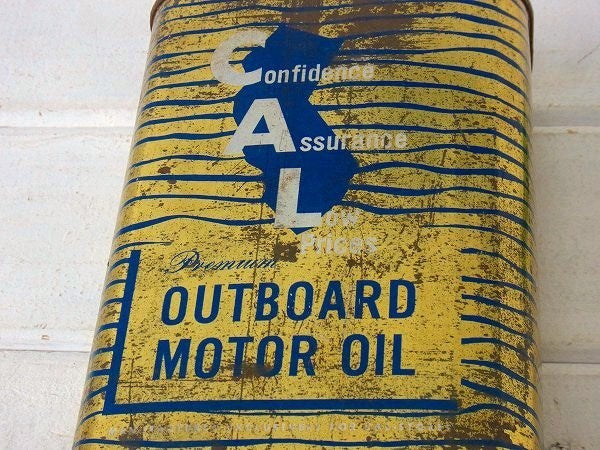 Confidence
Assurance
Low
Prices
Premium
OUTBOARD
MOTOR OIL